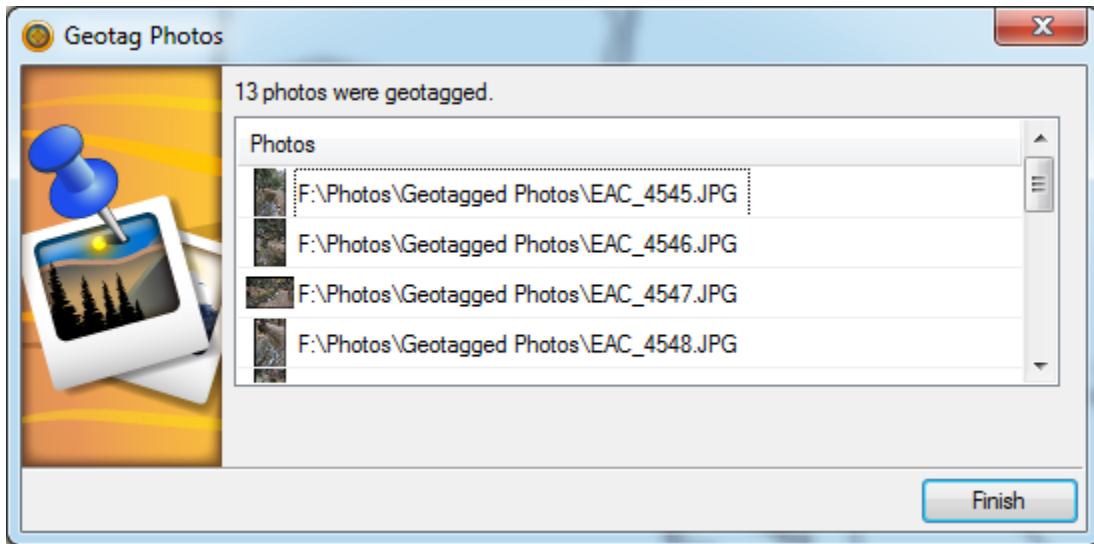 Geotag Photos
13 photos were geotagged.
Photos
F:\Photos\Geotagged Photos\EAC_4545.JPG
F:\Photos\Geotagged Photos\EAC_4546.JPG
F:\Photos\Geotagged Photos\EAC_4547.JPG
F:\Photos\Geotagged Photos\EAC_4548.JPG
Finish